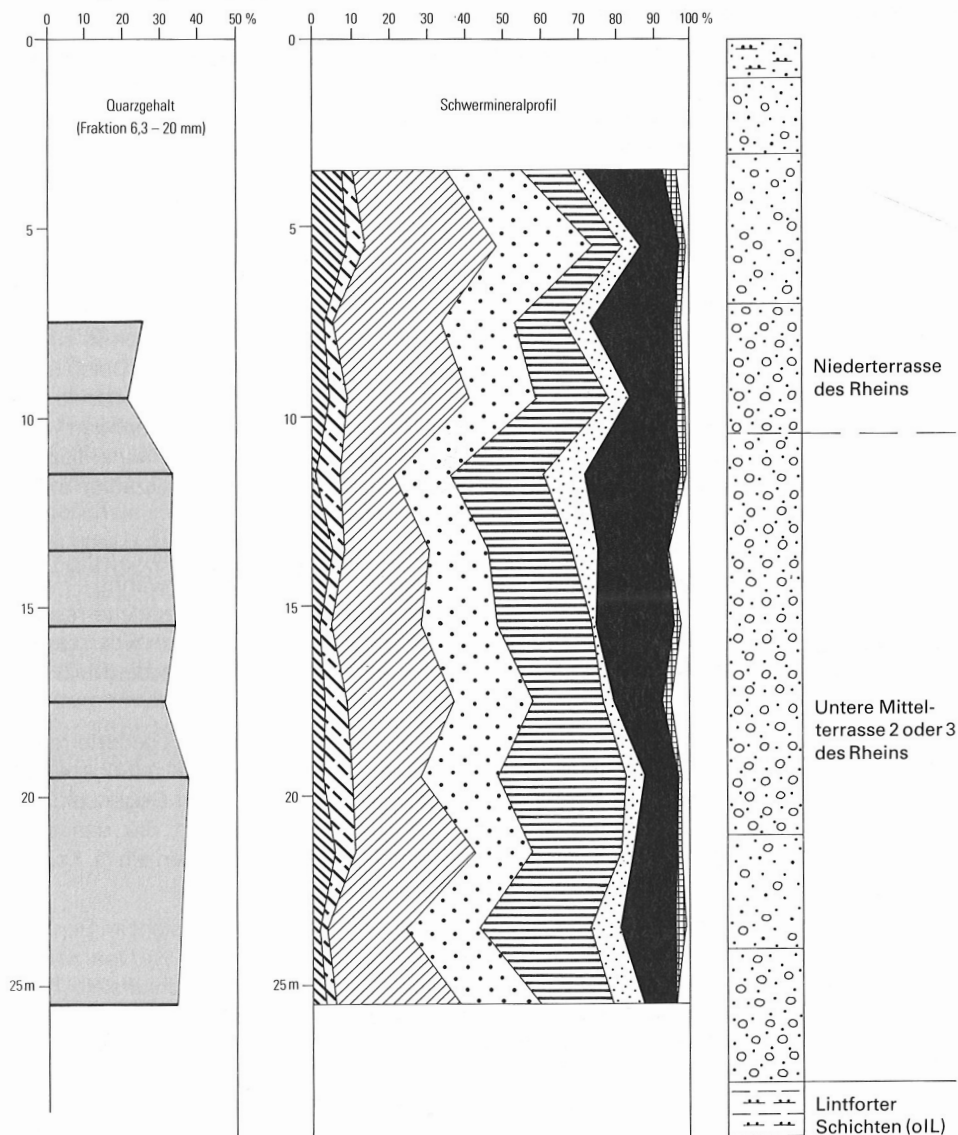 0 10 20 30 40 50 %
0 10 20 30 40 50 60 70 80 90 100 %
0
0
Quarzgehalt
(Fraktion 6,3 – 20 mm)
Schwermineralprofil
5
5
10
10
Niederterrasse
des Rheins
15
15
Untere Mittel-
terrasse 2 oder 3
des Rheins
20
20
25 m
25 m
Lintforter
Schichten (olL)